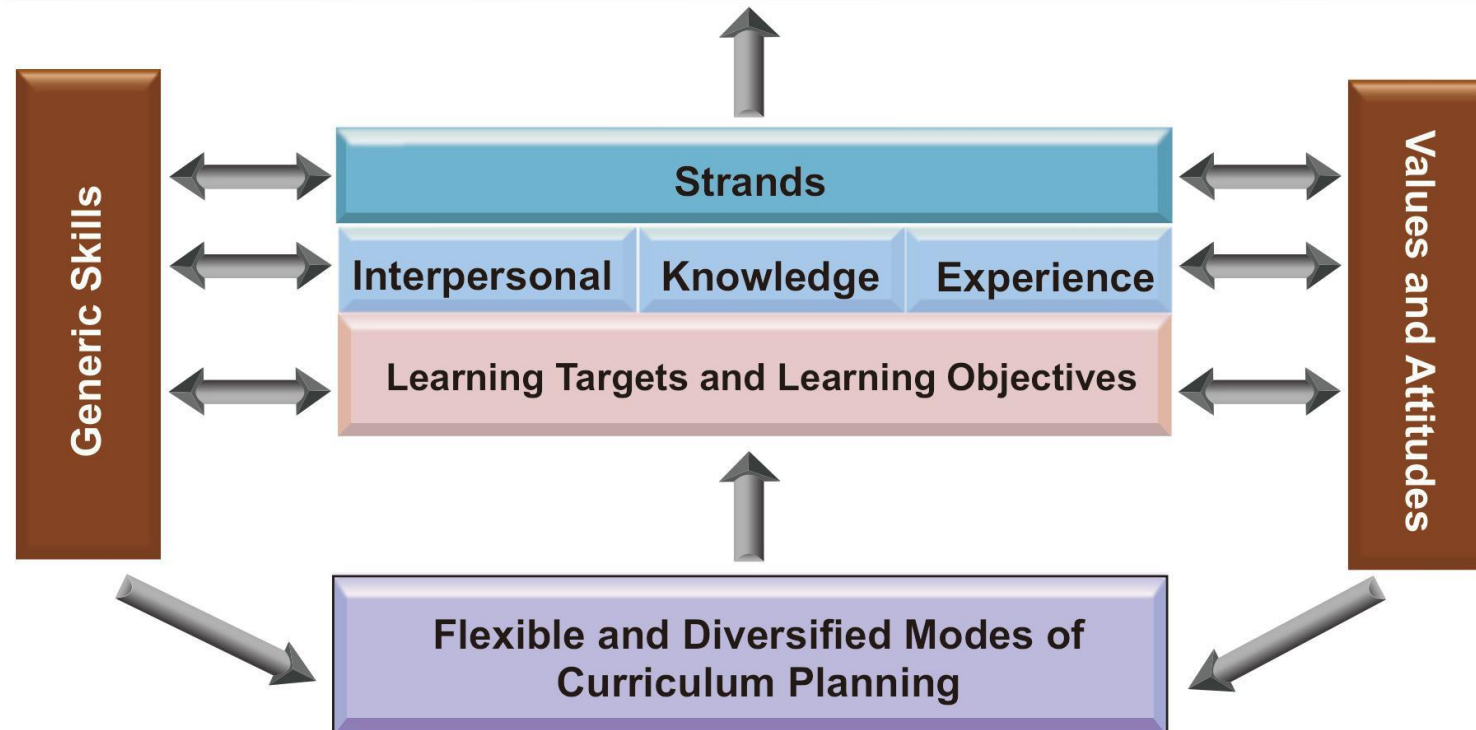 Generic Skills
Strands
Interpersonal
Knowledge
Experience
Learning Targets and Learning Objectives
Values and Attitudes
Flexible and Diversified Modes of
Curriculum Planning